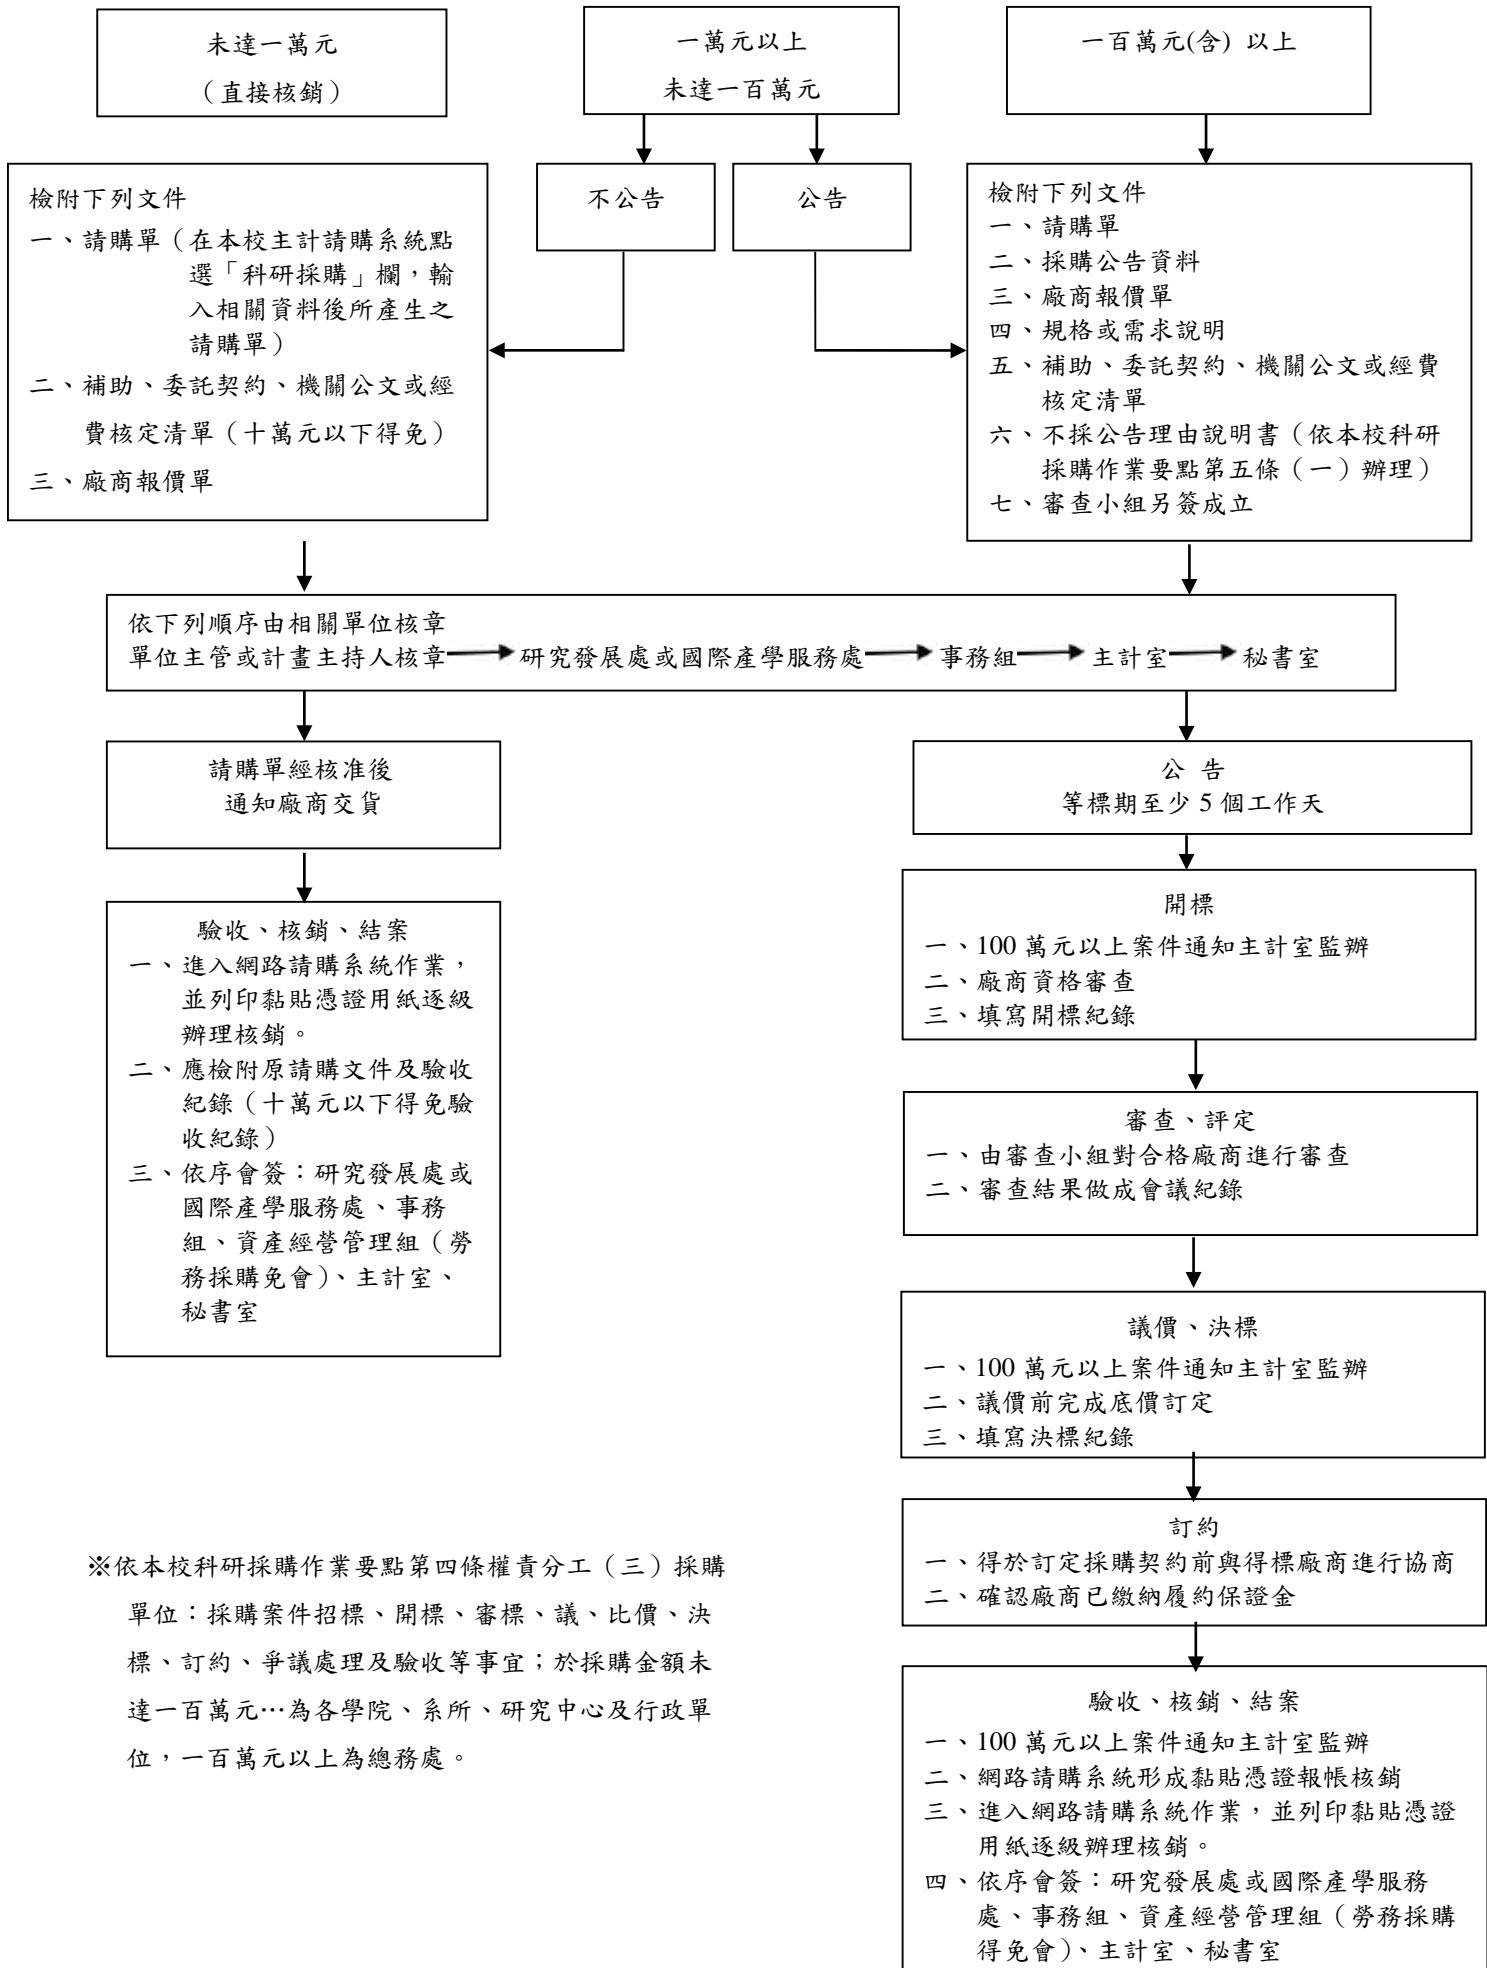 未達一萬元
（直接核銷）
一萬元以上
未達一百萬元
一百萬元(含) 以上
不公告
公告
檢附下列文件
一、請購單（在本校主計請購系統點
選「科研採購」欄，輸
入相關資料後所產生之
請購單）
二、補助、委託契約、機關公文或經
費核定清單（十萬元以下得免）
三、廠商報價單
檢附下列文件
一、請購單
二、採購公告資料
三、廠商報價單
四、規格或需求說明
五、補助、委託契約、機關公文或經費
核定清單
六、不採公告理由說明書（依本校科研
採購作業要點第五條（一）辦理）
七、審查小組另簽成立
依下列順序由相關單位核章
單位主管或計畫主持人核章 研究發展處或國際產學服務處 事務組 主計室 秘書室
請購單經核准後
通知廠商交貨
驗收、核銷、結案
一、進入網路請購系統作業，
並列印黏貼憑證用紙逐級
辦理核銷。
二、應檢附原請購文件及驗收
紀錄（十萬元以下得免驗
收紀錄）
三、依序會簽：研究發展處或
國際產學服務處、事務
組、資產經營管理組（勞
務採購免會）、主計室、
秘書室
公 告
等標期至少 5 個工作天
開標
一、100 萬元以上案件通知主計室監辦
二、廠商資格審查
三、填寫開標紀錄
審查、評定
一、由審查小組對合格廠商進行審查
二、審查結果做成會議紀錄
議價、決標
一、100 萬元以上案件通知主計室監辦
二、議價前完成底價訂定
三、填寫決標紀錄
訂約
一、得於訂定採購契約前與得標廠商進行協商
二、確認廠商已繳納履約保證金
驗收、核銷、結案
一、100 萬元以上案件通知主計室監辦
二、網路請購系統形成黏貼憑證報帳核銷
三、進入網路請購系統作業，並列印黏貼憑證
用紙逐級辦理核銷。
四、依序會簽：研究發展處或國際產學服務
處、事務組、資產經營管理組（勞務採購
得免會）、主計室、秘書室
※依本校科研採購作業要點第四條權責分工（三）採購
單位：採購案件招標、開標、審標、議、比價、決
標、訂約、爭議處理及驗收等事宜；於採購金額未
達一百萬元…為各學院、系所、研究中心及行政單
位，一百萬元以上為總務處。